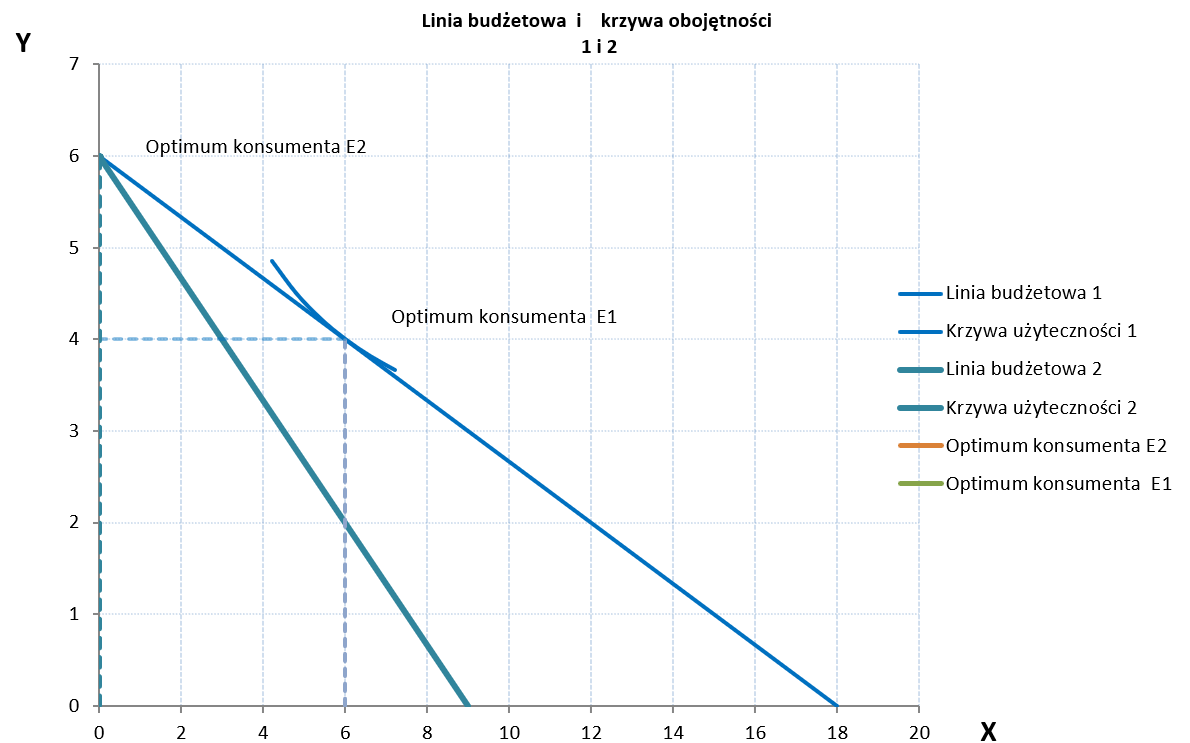 Linia budżetowa i krzywa obojętności
1 i 2
Y
7
Optimum konsumenta E2
6
5
Optimum konsumenta E1
4
3
2
1
0
0 2 4 6 8 10 12 14 16 18 20
X
Linia budżetowa 1
Krzywa użyteczności 1
Linia budżetowa 2
Krzywa użyteczności 2
Optimum konsumenta E2
Optimum konsumenta E1